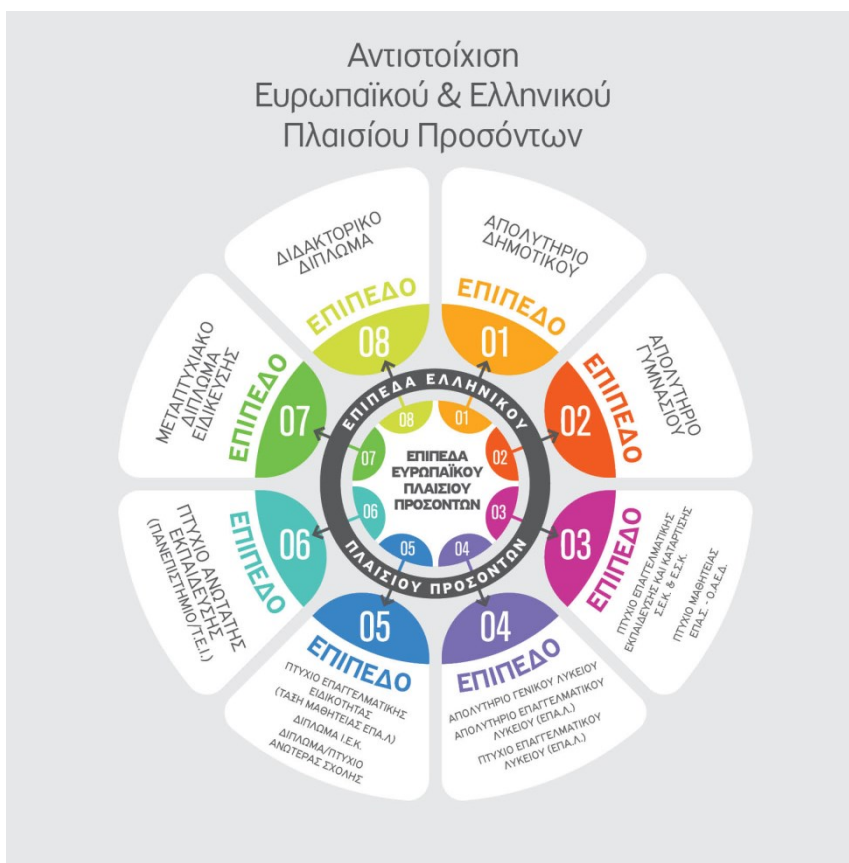 Αντιστοίχιση
Ευρωπαϊκού & Ελληνικού
Πλαισίου Προσόντων
ΑΠΟΛΥΤΗΡΙΟ
ΔΗΜΟΤΙΚΟΥ
ΕΠΙΠΕΔΟ
01
ΑΠΟΛΥΤΗΡΙΟ
ΓΥΜΝΑΣΙΟΥ
ΕΠΙΠΕΔΟ
02
ΠΤΥΧΙΟ ΕΠΑΓΓΕΛΜΑΤΙΚΗΣ
ΕΚΠΑΙΔΕΥΣΗΣ ΚΑΙ ΚΑΤΑΡΤΙΣΗΣ
Σ.Ε.Κ. & Ε.Σ.Κ.
ΠΤΥΧΙΟ ΜΑΘΗΤΕΙΑΣ
ΕΠΑ.Σ. - Ο.Α.Ε.Δ.
ΕΠΙΠΕΔΟ
03
04
ΕΠΙΠΕΔΟ
ΑΠΟΛΥΤΗΡΙΟ ΓΕΝΙΚΟΥ ΛΥΚΕΙΟΥ
ΑΠΟΛΥΤΗΡΙΟ ΕΠΑΓΓΕΛΜΑΤΙΚΟΥ
ΛΥΚΕΙΟΥ (ΕΠΑ.Λ.)
ΠΤΥΧΙΟ ΕΠΑΓΓΕΛΜΑΤΙΚΟΥ
ΛΥΚΕΙΟΥ (ΕΠΑ.Λ.)
05
ΕΠΙΠΕΔΟ
ΠΤΥΧΙΟ ΕΠΑΓΓΕΛΜΑΤΙΚΗΣ
ΕΙΔΙΚΟΤΗΤΑΣ
(ΤΑΞΗ ΜΑΘΗΤΕΙΑΣ ΕΠΑ.Λ)
ΔΙΠΛΩΜΑ Ι.Ε.Κ.
ΔΙΠΛΩΜΑ/ΠΤΥΧΙΟ
ΑΝΩΤΕΡΑΣ ΣΧΟΛΗΣ
ΠΤΥΧΙΟ ΑΝΩΤΑΤΗΣ
ΕΚΠΑΙΔΕΥΣΗΣ
(ΠΑΝΕΠΙΣΤΗΜΙΟ/Τ.Ε.Ι.)
ΕΠΙΠΕΔΟ
06
ΜΕΤΑΠΤΥΧΙΑΚΟ
ΔΙΠΛΩΜΑ
ΕΙΔΙΚΕΥΣΗΣ
ΕΠΙΠΕΔΟ
07
ΔΙΔΑΚΤΟΡΙΚΟ
ΔΙΠΛΩΜΑ
ΕΠΙΠΕΔΟ
08
ΕΠΙΠΕΔΑ ΕΛΛΗΝΙΚΟΥ
ΠΛΑΙΣΙΟΥ ΠΡΟΣΟΝΤΩΝ
01
02
03
04
05
06
07
08
ΕΠΙΠΕΔΑ
ΕΥΡΩΠΑΪΚΟΥ
ΠΛΑΙΣΙΟΥ
ΠΡΟΣΟΝΤΩΝ